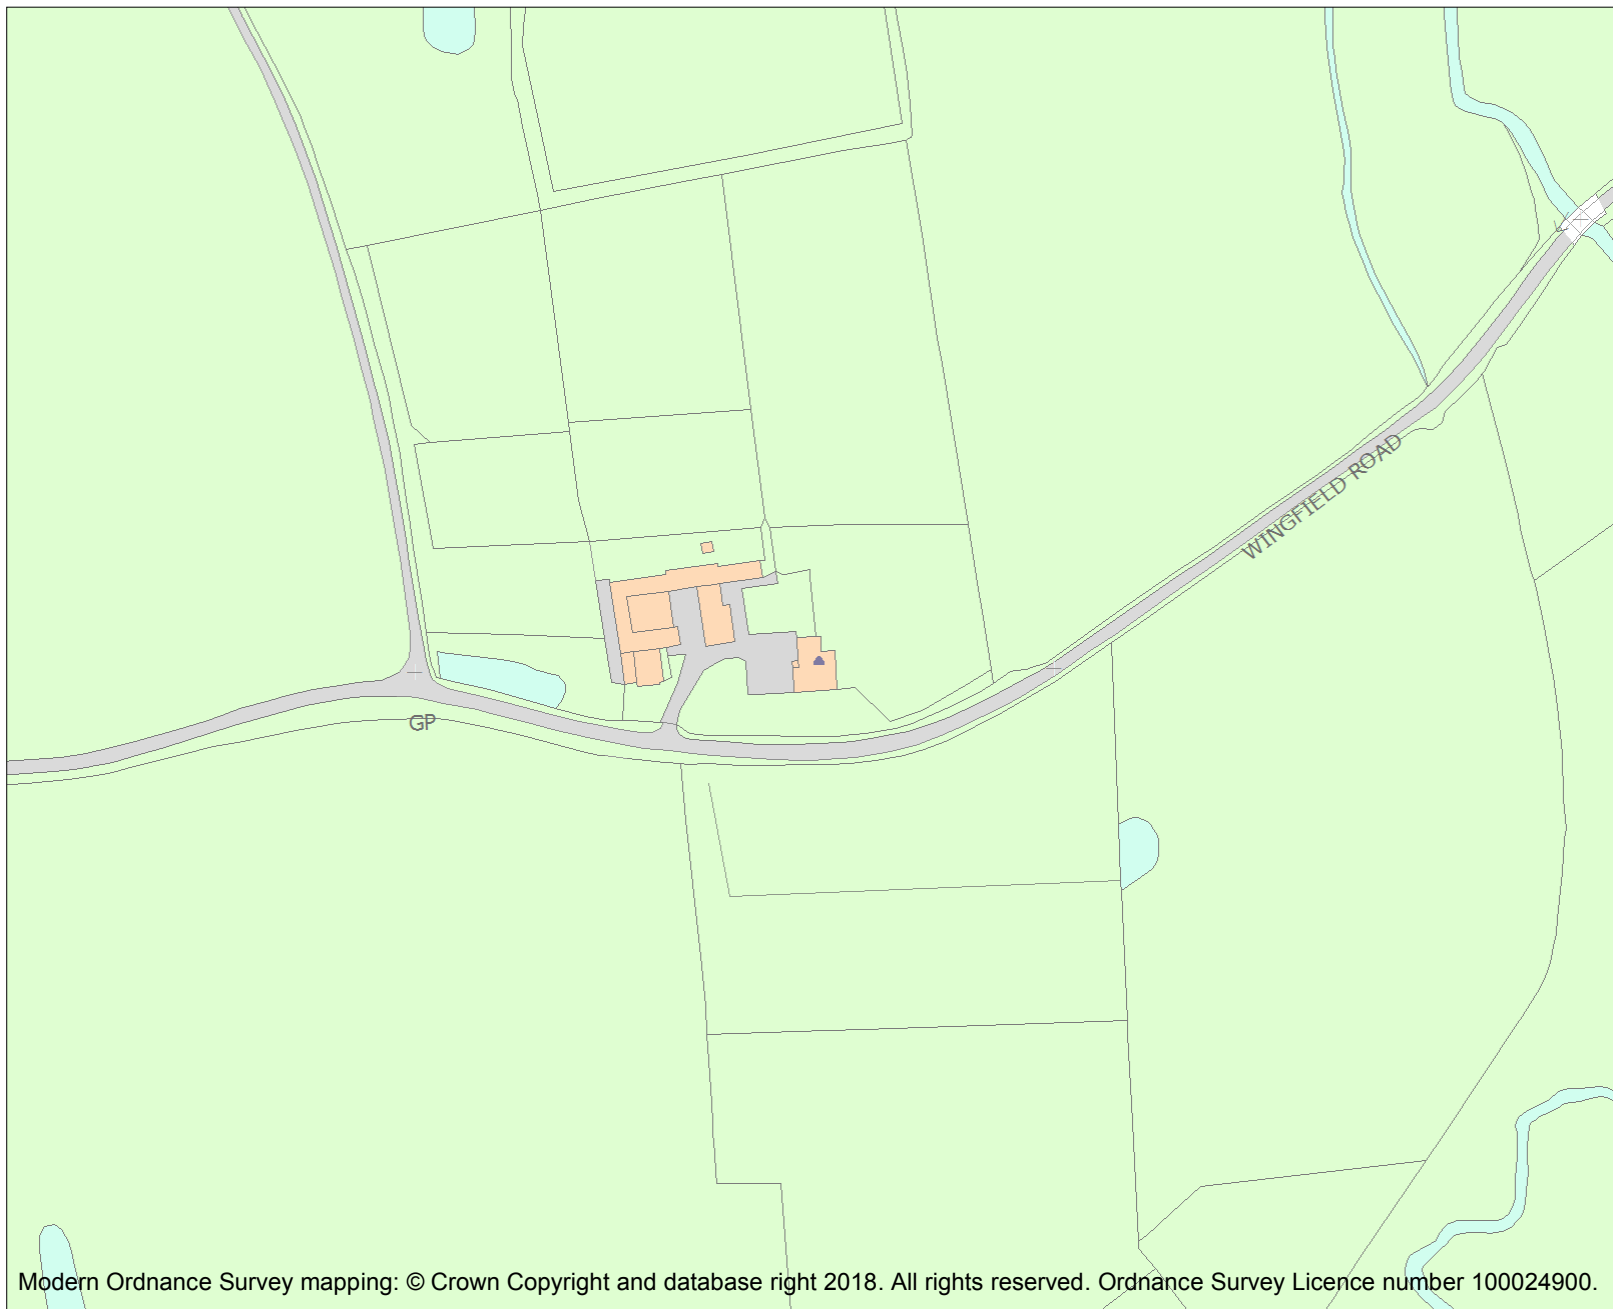 WINGFIELD ROAD
GP
Modern Ordnance Survey mapping: © Crown Copyright and database right 2018. All rights reserved. Ordnance Survey Licence number 100024900.